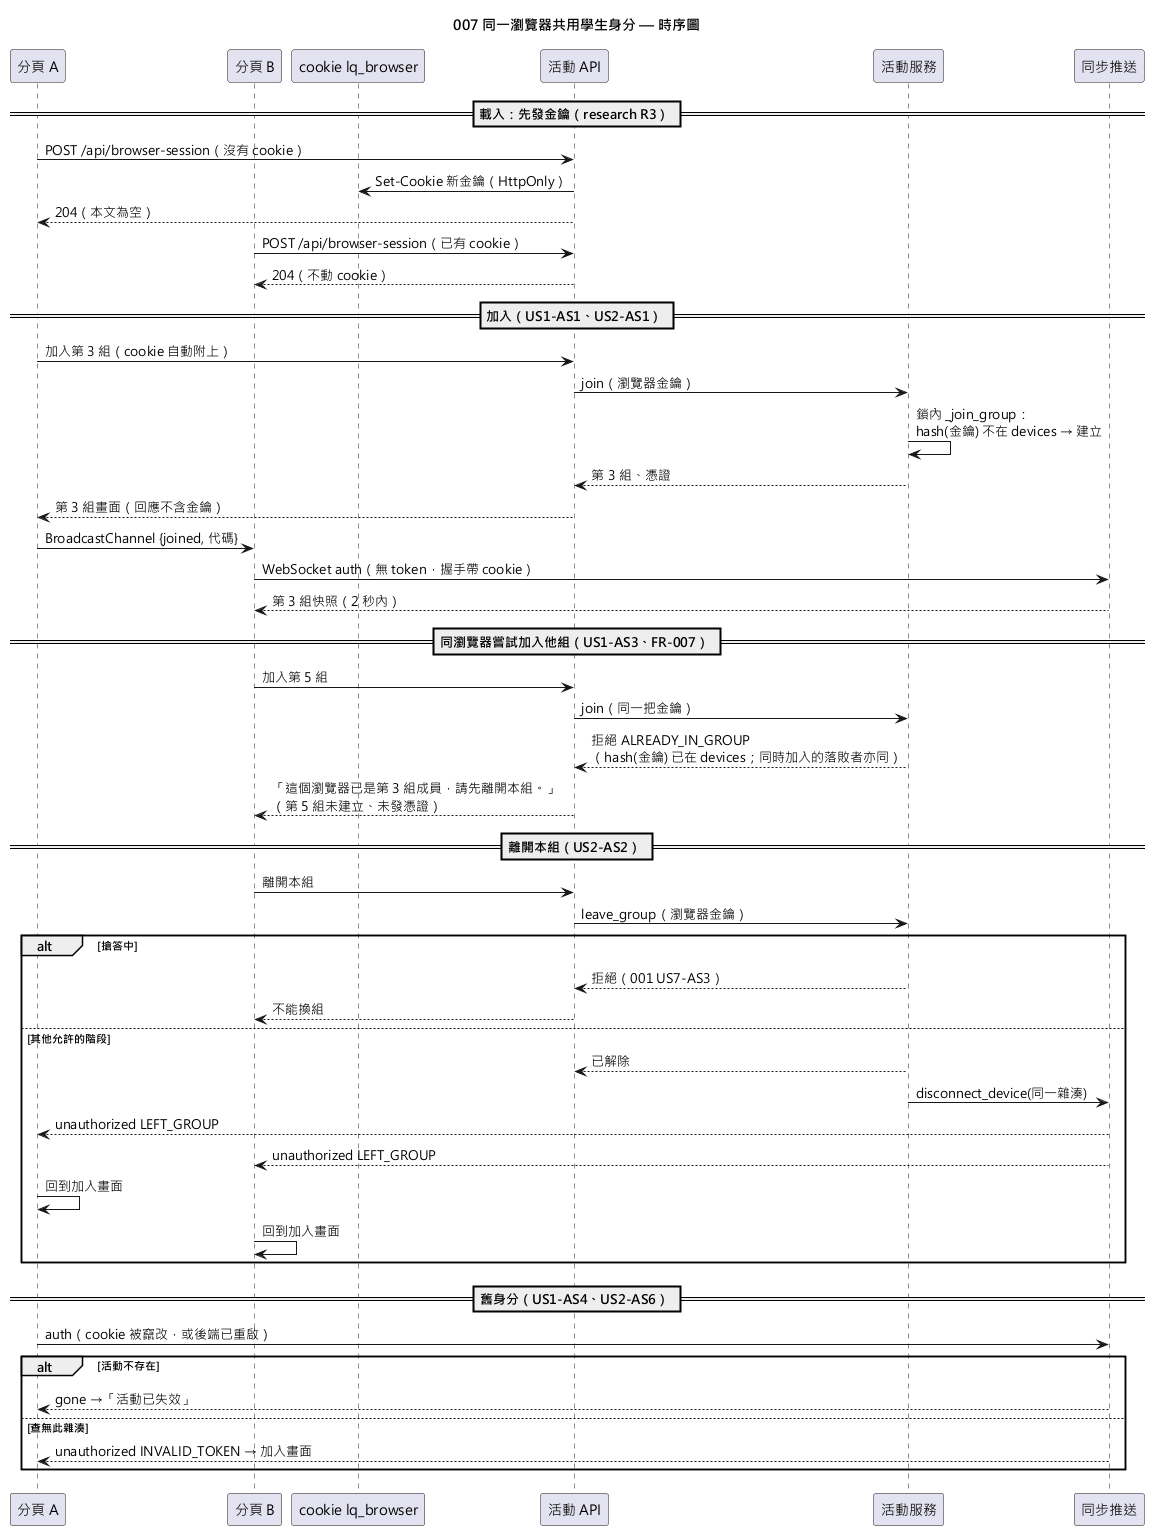 007 同一瀏覽器共用學生身分 — 時序圖
分頁 A
分頁 B
cookie lq_browser
活動 API
活動服務
同步推送
載入：先發金鑰（research R3）
POST /api/browser-session（沒有 cookie）
Set-Cookie 新金鑰（HttpOnly）
204（本文為空）
POST /api/browser-session（已有 cookie）
204（不動 cookie）
加入（US1-AS1、US2-AS1）
加入第 3 組（cookie 自動附上）
join（瀏覽器金鑰）
鎖內 _join_group：
hash(金鑰) 不在 devices → 建立
第 3 組、憑證
第 3 組畫面（回應不含金鑰）
BroadcastChannel {joined, 代碼}
WebSocket auth（無 token，握手帶 cookie）
第 3 組快照（2 秒內）
同瀏覽器嘗試加入他組（US1-AS3、FR-007）
加入第 5 組
join（同一把金鑰）
拒絕 ALREADY_IN_GROUP
（hash(金鑰) 已在 devices；同時加入的落敗者亦同）
「這個瀏覽器已是第 3 組成員，請先離開本組。」
（第 5 組未建立、未發憑證）
離開本組（US2-AS2）
離開本組
leave_group（瀏覽器金鑰）
alt [搶答中]
拒絕（001 US7-AS3）
不能換組
[其他允許的階段]
已解除
disconnect_device(同一雜湊)
unauthorized LEFT_GROUP
unauthorized LEFT_GROUP
回到加入畫面
回到加入畫面
舊身分（US1-AS4、US2-AS6）
auth（cookie 被竄改，或後端已重啟）
alt [活動不存在]
gone →「活動已失效」
[查無此雜湊]
unauthorized INVALID_TOKEN → 加入畫面
分頁 A
分頁 B
cookie lq_browser
活動 API
活動服務
同步推送